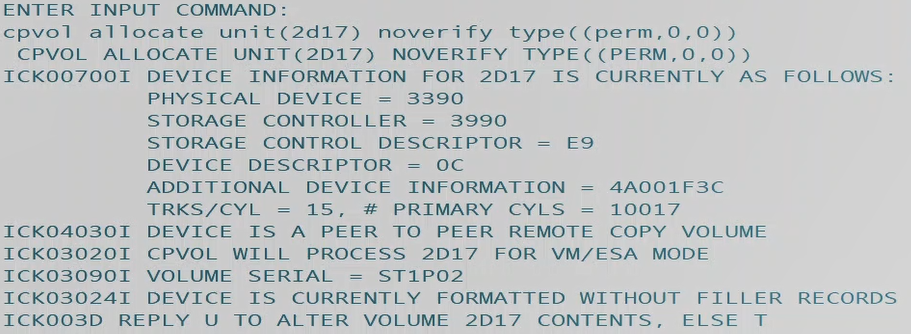 ENTER INPUT COMMAND:
cpvol allocate unit(2d17) noverify type((perm,0,0))
CPVOL ALLOCATE UNIT(2D17) NOVERIFY TYPE((PERM,0,0))
ICK00700I DEVICE INFORMATION FOR 2D17 IS CURRENTLY AS FOLLOWS:
PHYSICAL DEVICE = 3390
STORAGE CONTROLLER = 3990
STORAGE CONTROL DESCRIPTOR = E9
DEVICE DESCRIPTOR = 0C
ADDITIONAL DEVICE INFORMATION = 4A001F3C
TRKS/CYL = 15, # PRIMARY CYLS = 10017
ICK04030I DEVICE IS A PEER TO PEER REMOTE COPY VOLUME
ICK03020I CPVOL WILL PROCESS 2D17 FOR VM/ESA MODE
ICK03090I VOLUME SERIAL = ST1P02
ICK03024I DEVICE IS CURRENTLY FORMATTED WITHOUT FILLER RECORDS
ICK003D REPLY U TO ALTER VOLUME 2D17 CONTENTS, ELSE T